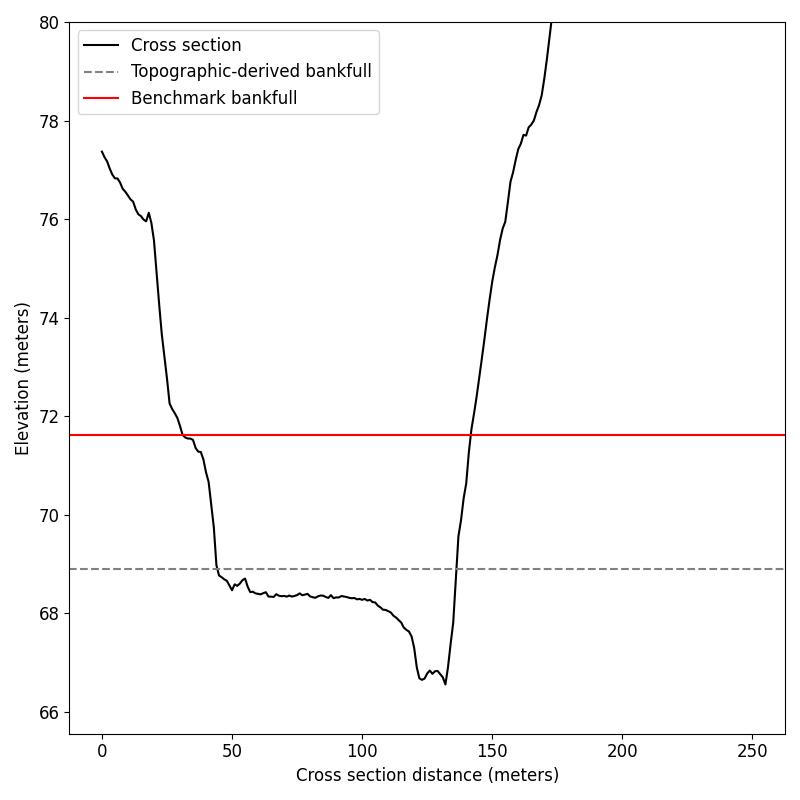 80
78
76
74
72
70
68
66
Elevation (meters)
Cross section
Topographic-derived bankfull
Benchmark bankfull
0 50 100 150 200 250
Cross section distance (meters)